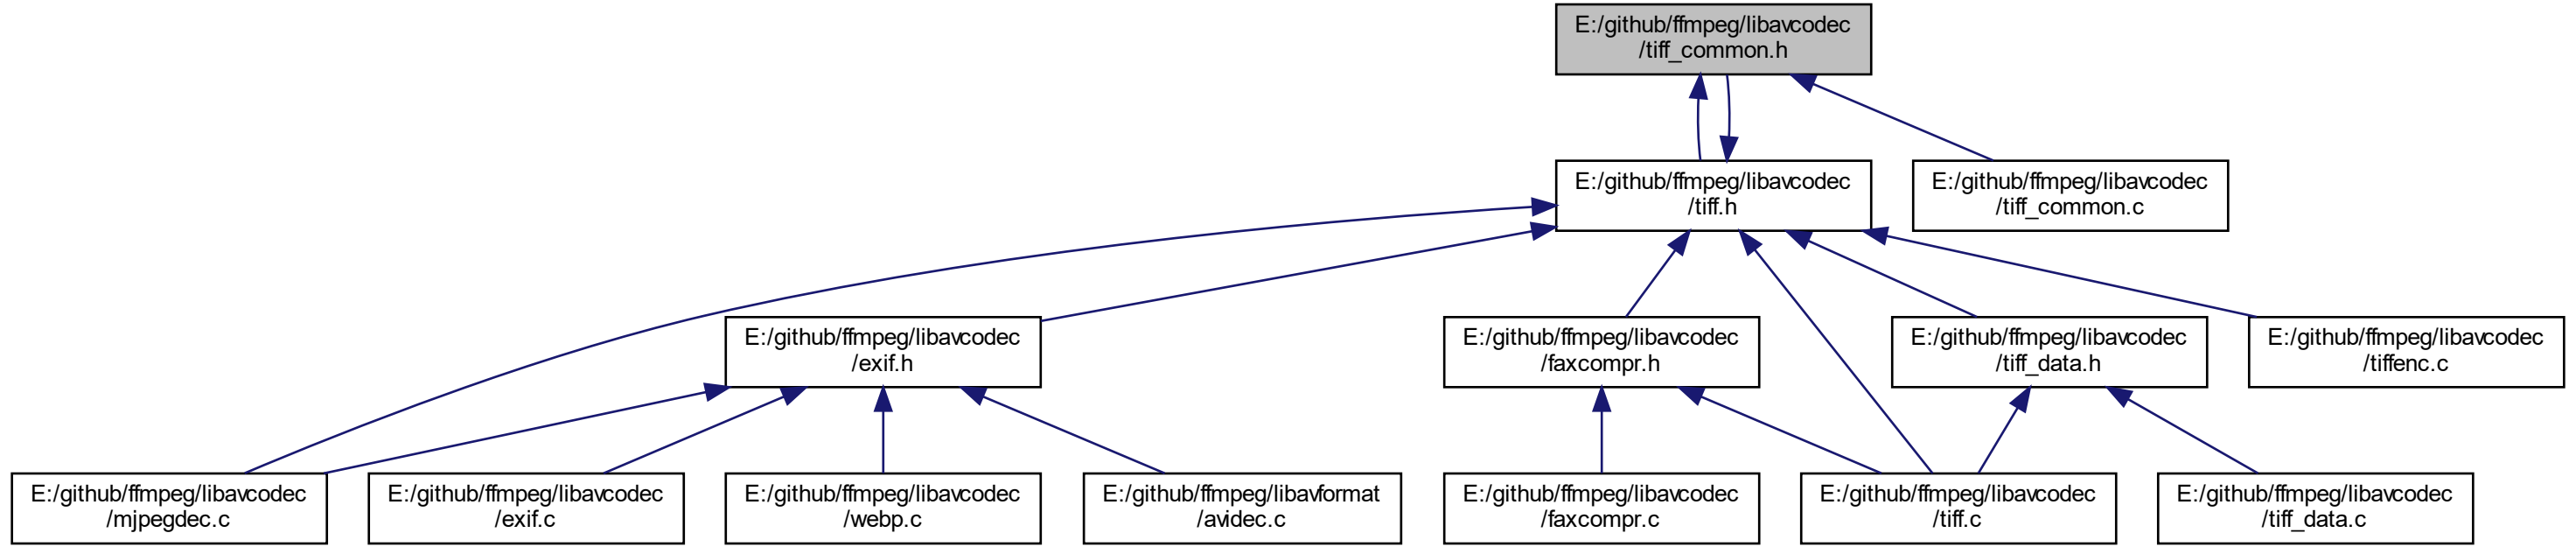 E:/github/ffmpeg/libavcodec
/tiff_common.h
E:/github/ffmpeg/libavcodec
/tiff.h
E:/github/ffmpeg/libavcodec
/tiff_common.c
E:/github/ffmpeg/libavcodec
/exif.h
E:/github/ffmpeg/libavcodec
/faxcompr.h
E:/github/ffmpeg/libavcodec
/tiff_data.h
E:/github/ffmpeg/libavcodec
/tiffenc.c
E:/github/ffmpeg/libavcodec
/mjpegdec.c
E:/github/ffmpeg/libavcodec
/exif.c
E:/github/ffmpeg/libavcodec
/webp.c
E:/github/ffmpeg/libavformat
/avidec.c
E:/github/ffmpeg/libavcodec
/faxcompr.c
E:/github/ffmpeg/libavcodec
/tiff.c
E:/github/ffmpeg/libavcodec
/tiff_data.c